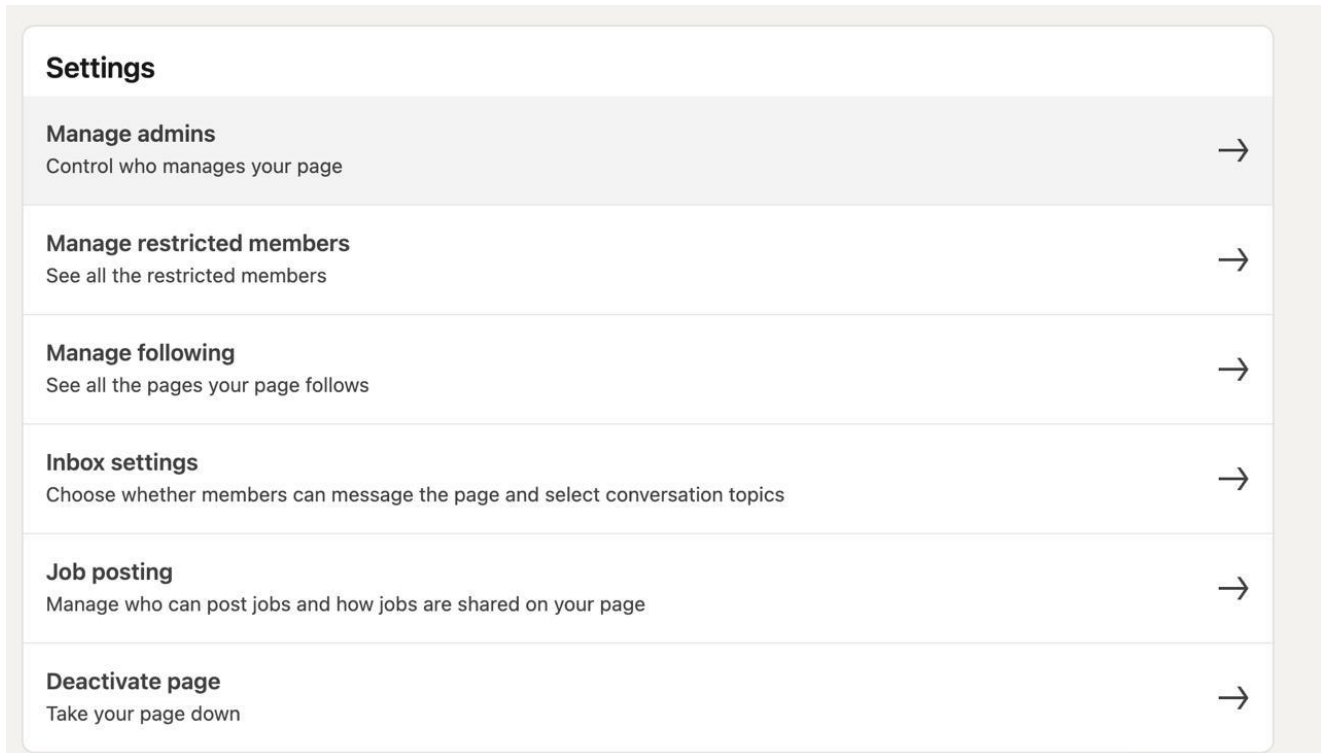 Settings
Manage admins
Control who manages your page
Manage restricted members
See all the restricted members
Manage following
See all the pages your page follows
Inbox settings
Choose whether members can message the page and select conversation topics
Job posting
Manage who can post jobs and how jobs are shared on your page
Deactivate page
Take your page down